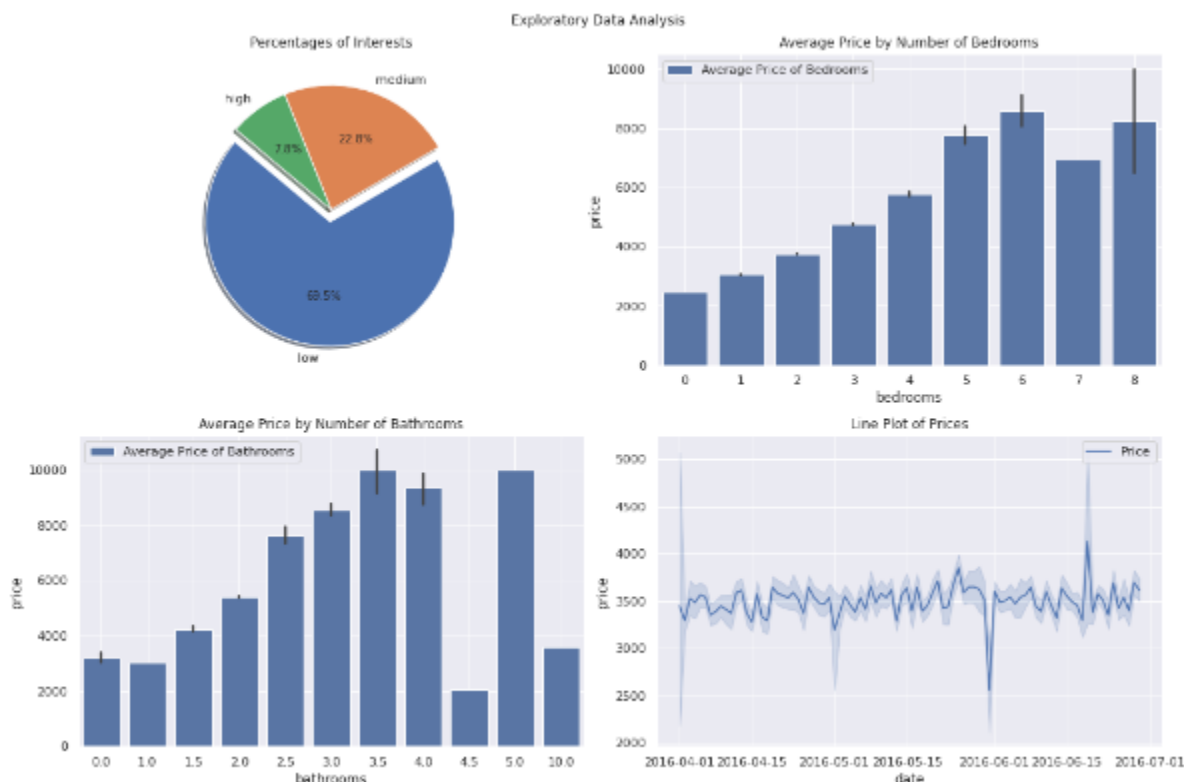 Exploratory Data Analysis
Percentages of Interests
high
medium
7.8%
22.8%
69.5%
low
Average Price by Number of Bedrooms
Average Price of Bedrooms
10000
8000
6000
4000
2000
0
price
0 1 2 3 4 5 6 7 8
bedrooms
Average Price by Number of Bathrooms
Average Price of Bathrooms
10000
8000
6000
4000
2000
0
price
0.0 1.0 1.5 2.0 2.5 3.0 3.5 4.0 4.5 5.0 10.0
bathrooms
Line Plot of Prices
Price
5000
4500
4000
3500
3000
2500
2000
price
2016-04-01 2016-04-15 2016-05-01 2016-05-15 2016-06-01 2016-06-15 2016-07-01
date